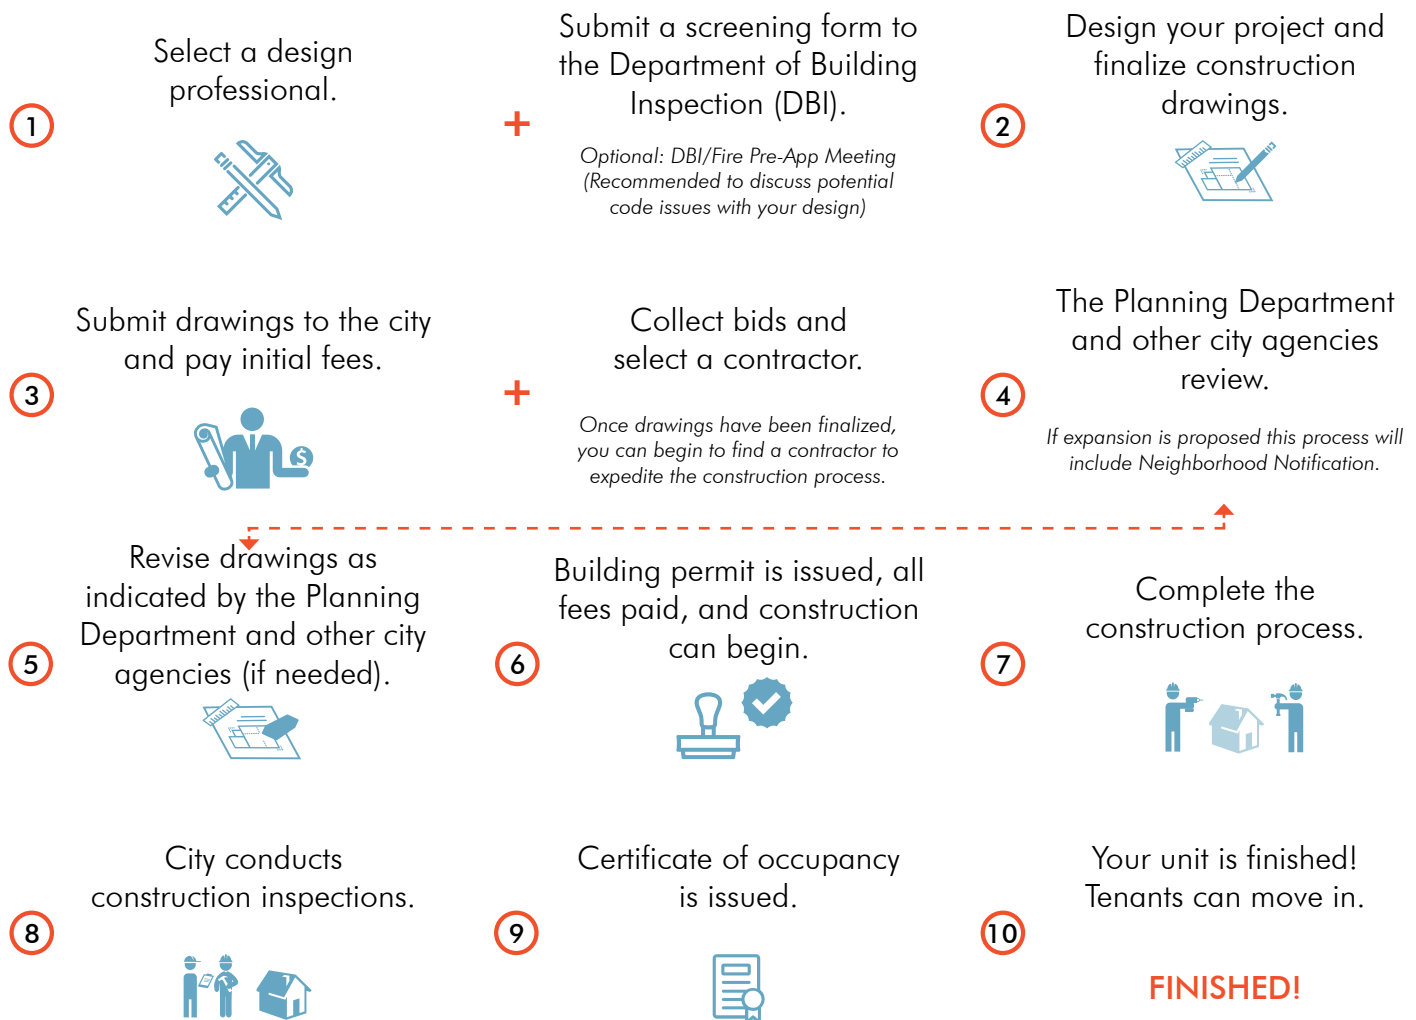 1
Select a design
professional.
+
Submit a screening form to
the Department of Building
Inspection (DBI).
Optional: DBI/Fire Pre-App Meeting
(Recommended to discuss potential
code issues with your design)
2
Design your project and
finalize construction
drawings.
3
Submit drawings to the city
and pay initial fees.
$
+
Collect bids and
select a contractor.
Once drawings have been finalized,
you can begin to find a contractor to
expedite the construction process.
4
The Planning Department
and other city agencies
review.
If expansion is proposed this process will
include Neighborhood Notification.
5
Revise drawings as
indicated by the Planning
Department and other city
agencies (if needed).
6
Building permit is issued, all
fees paid, and construction
can begin.
7
Complete the
construction process.
8
City conducts
construction inspections.
9
Certificate of occupancy
is issued.
10
Your unit is finished!
Tenants can move in.
FINISHED!